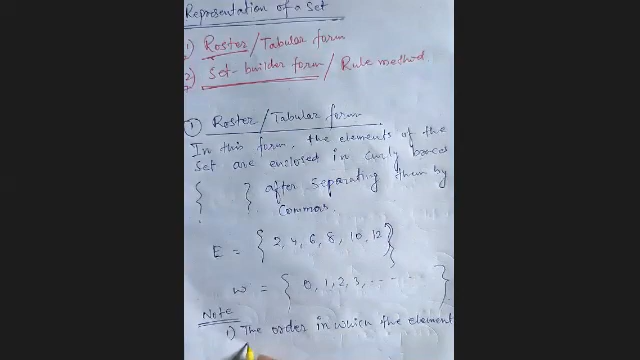 Representation of a Set
1) Roster/Tabular form
2) Set-builder form/ Rule method
1) Roster/Tabular form
In this form, the elements of the
Set are enclosed in curly braces
{ } after separating them by
Commas.
E = { 2, 4, 6, 8, 10, 12}
W = { 0, 1, 2, 3, .......}
Note
1) The order in which the element